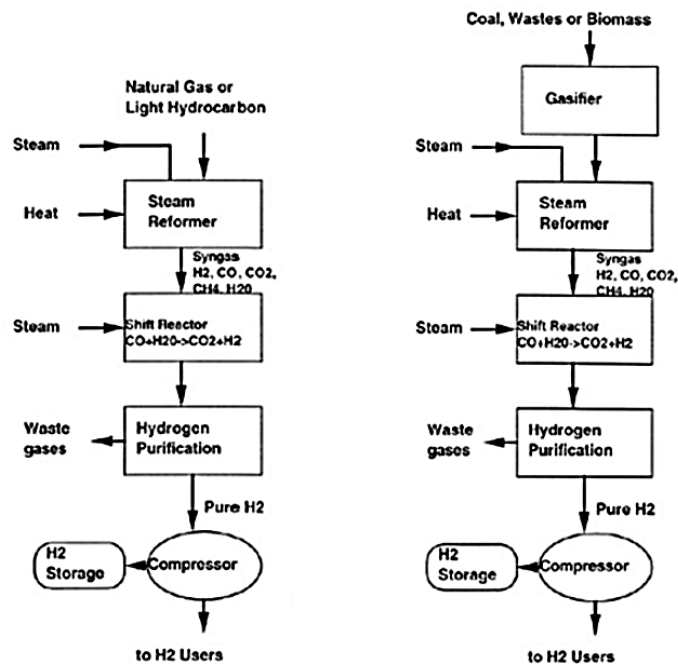 Natural Gas or
Light Hydrocarbon
Steam
Heat
Steam
Reformer
Syngas
H2, CO, CO2,
CH4, H20
Steam
Shift Reactor
CO+H20->CO2+H2
Waste
gases
Hydrogen
Purification
Pure H2
H2
Storage
Compressor
to H2 Users
Coal, Wastes or Biomass
Gasifier
Steam
Heat
Steam
Reformer
Syngas
H2, CO, CO2,
CH4, H20
Steam
Shift Reactor
CO+H20->CO2+H2
Waste
gases
Hydrogen
Purification
Pure H2
H2
Storage
Compressor
to H2 Users